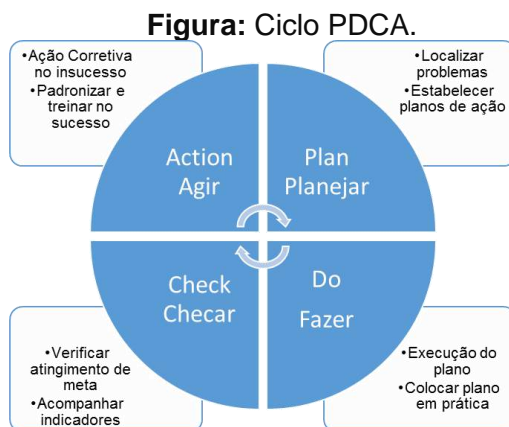 Figura: Ciclo PDCA.
•Ação Corretiva
no insucesso
•Padronizar e
treinar no
sucesso
•Localizar
problemas
•Estabelecer
planos de ação
Action
Agir
Plan
Planejar
Check
Checar
Do
Fazer
•Verificar
atingimento de
meta
•Acompanhar
indicadores
•Execução do
plano
•Colocar plano
em prática